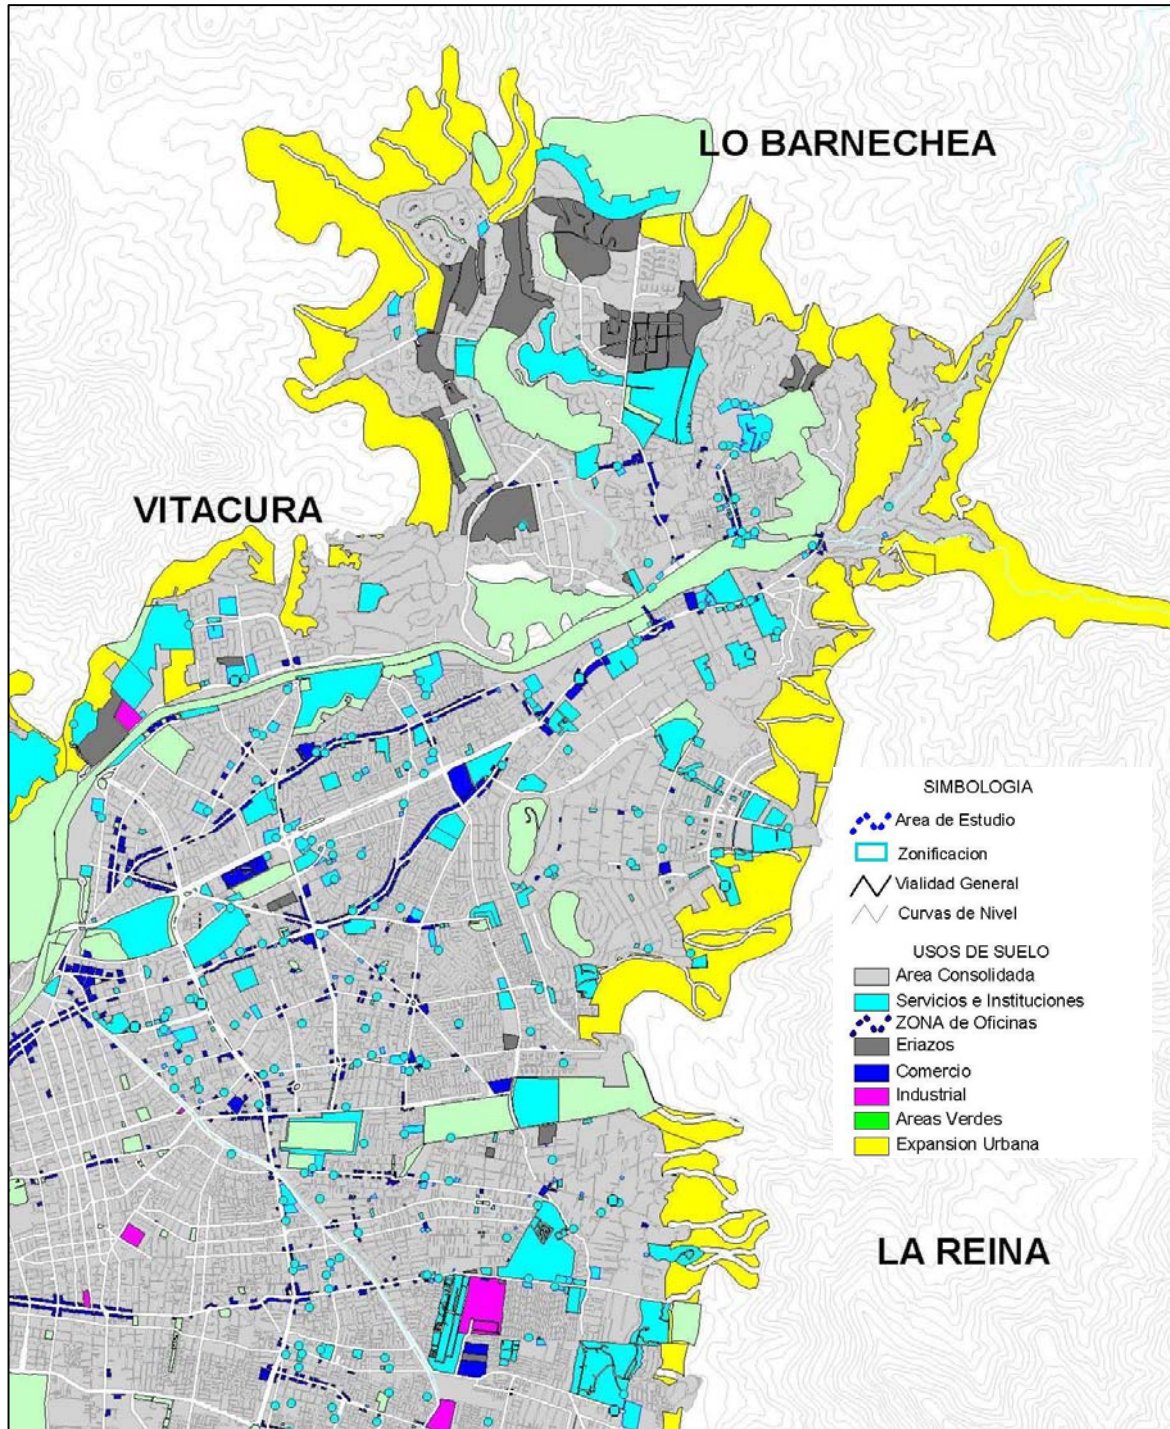 LO BARNECHEA
VITACURA
SIMBOLOGIA
Area de Estudio
Zonificacion
Vialidad General
Curvas de Nivel
USOS DE SUELO
Area Consolidada
Servicios e Instituciones
ZONA de Oficinas
Eriazos
Comercio
Industrial
Areas Verdes
Expansion Urbana
LA REINA